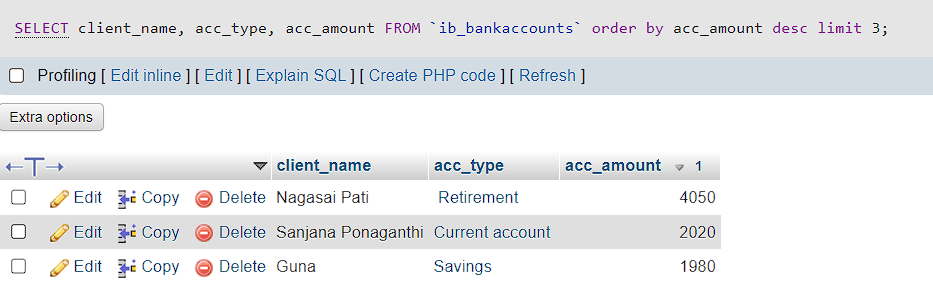 SELECT client_name, acc_type, acc_amount FROM `ib_bankaccounts` order by acc_amount desc limit 3;
Profiling [ Edit inline ] [ Edit ] [ Explain SQL ] [ Create PHP code ] [ Refresh ]
Extra options
←T→ client_name acc_type acc_amount 1
Edit Copy Delete Nagasai Pati Retirement 4050
Edit Copy Delete Sanjana Ponaganthi Current account 2020
Edit Copy Delete Guna Savings 1980